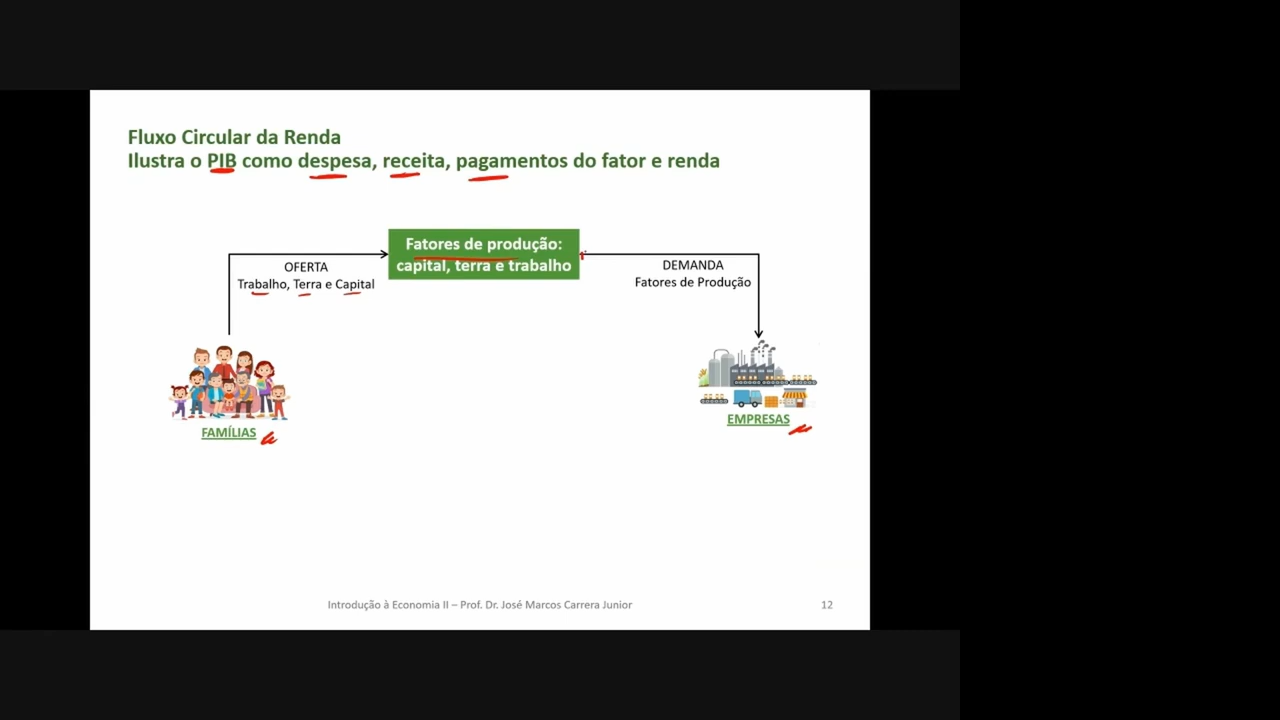 Fluxo Circular da Renda
Ilustra o PIB como despesa, receita, pagamentos do fator e renda
Fatores de produção:
capital, terra e trabalho
OFERTA
Trabalho, Terra e Capital
DEMANDA
Fatores de Produção
FAMÍLIAS
EMPRESAS
Introdução à Economia II – Prof. Dr. José Marcos Carrera Junior
12